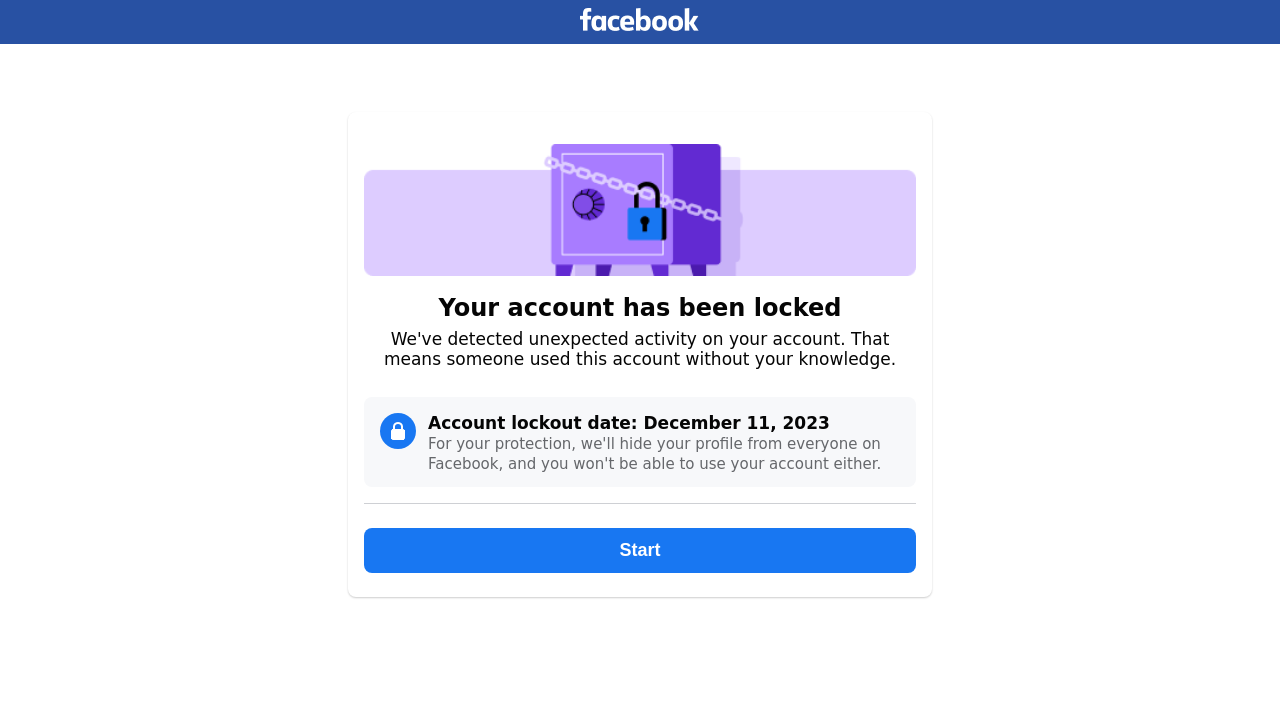 facebook
Your account has been locked
We've detected unexpected activity on your account. That
means someone used this account without your knowledge.
Account lockout date: December 11, 2023
For your protection, we'll hide your profile from everyone on
Facebook, and you won't be able to use your account either.
Start